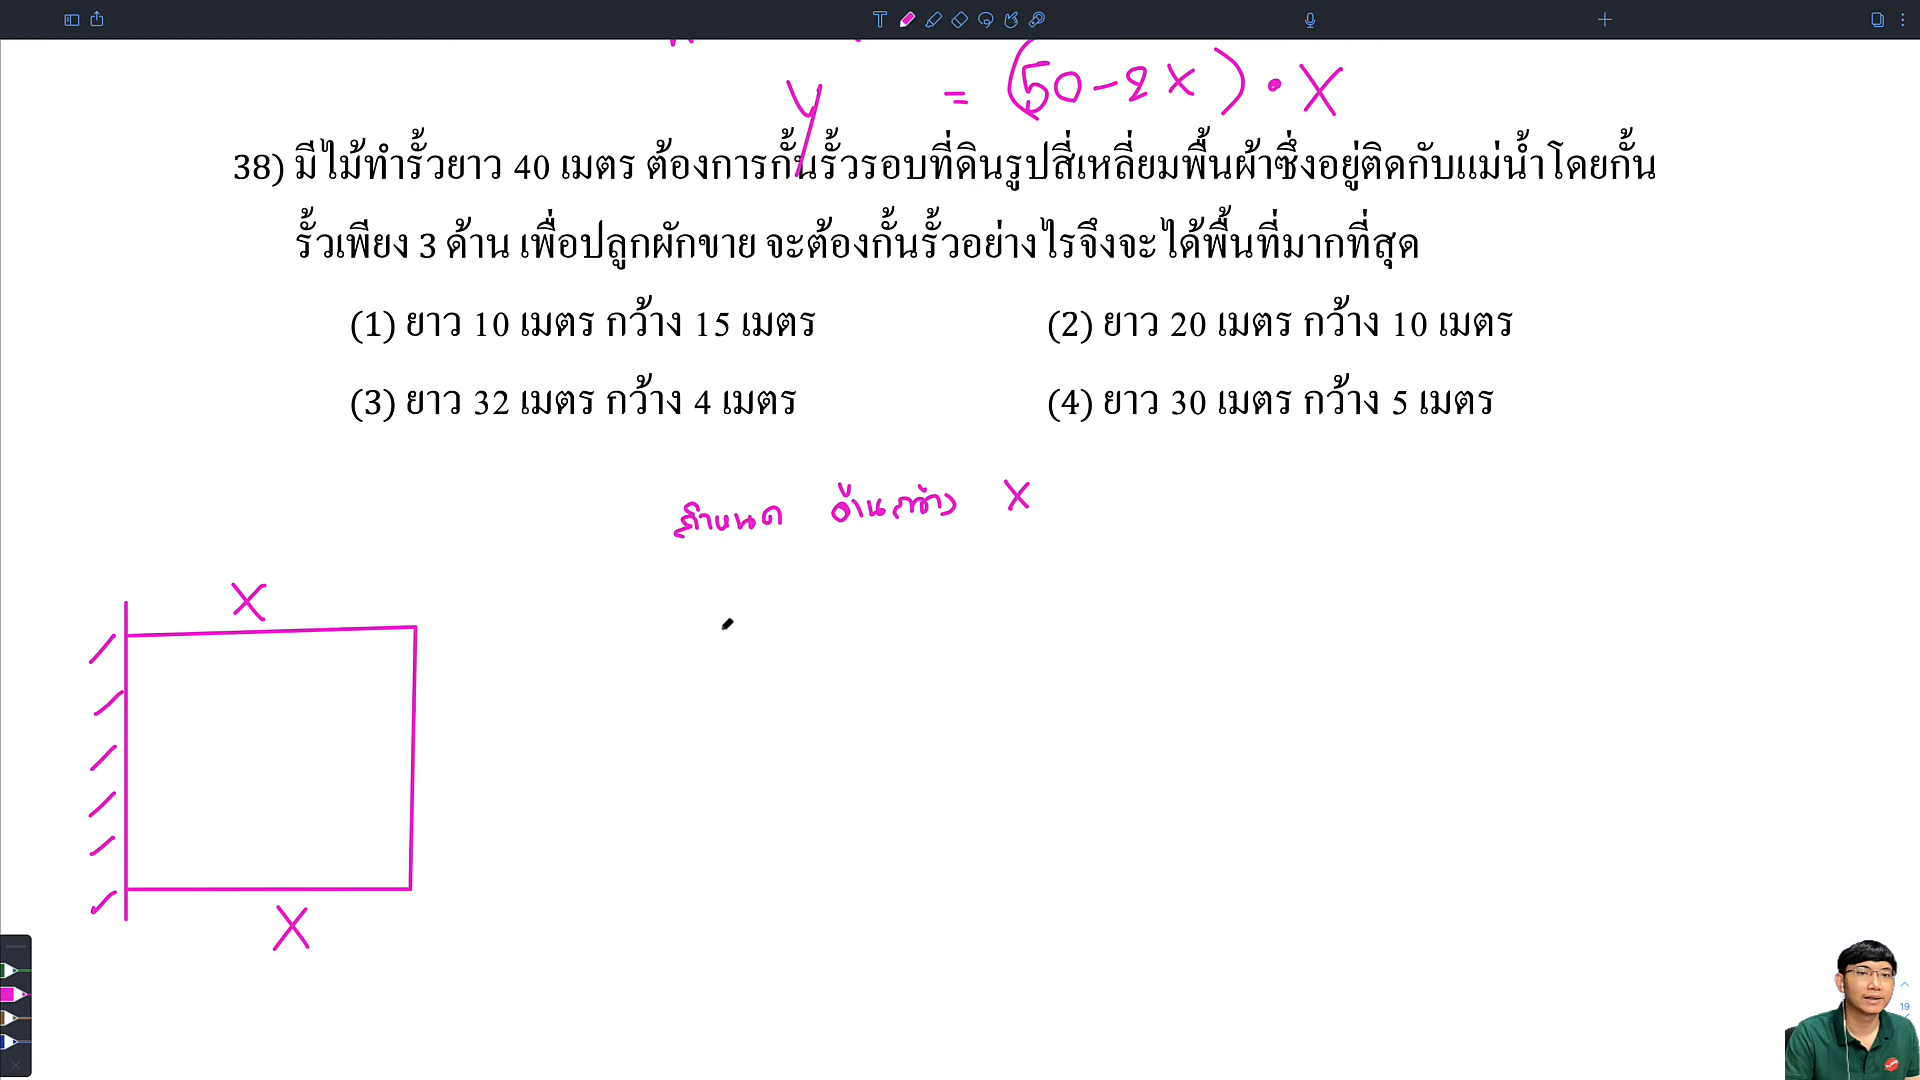 y = (50-2x) · x
38) มีไม้ทำรั้วยาว 40 เมตร ต้องการกั้นรั้วรอบที่ดินรูปสี่เหลี่ยมพื้นผ้าซึ่งอยู่ติดกับแม่น้ำโดยกั้น
รั้วเพียง 3 ด้าน เพื่อปลูกผักขาย จะต้องกั้นรั้วอย่างไรจึงจะได้พื้นที่มากที่สุด
(1) ยาว 10 เมตร กว้าง 15 เมตร (2) ยาว 20 เมตร กว้าง 10 เมตร
(3) ยาว 32 เมตร กว้าง 4 เมตร (4) ยาว 30 เมตร กว้าง 5 เมตร
กำหนด ด้านกว้าง x
x
x
19